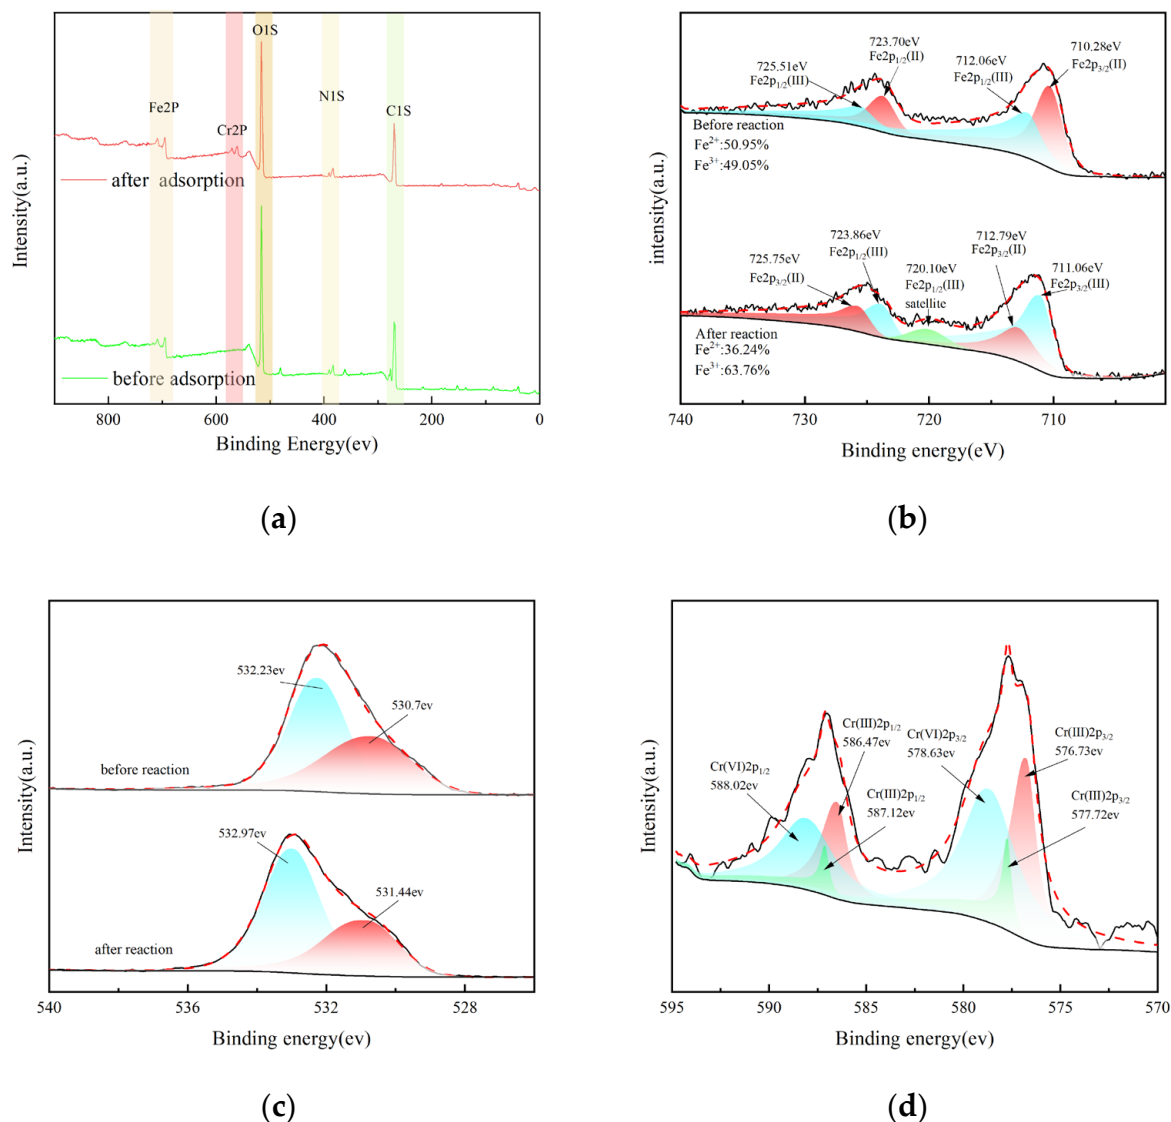 O1S
Fe2P
Cr2P
N1S
C1S
after adsorption
before adsorption
Intensity(a.u.)
800
600
400
200
0
Binding Energy(ev)
(a)
723.70eV
Fe2p1/2(II)
725.51eV
Fe2p1/2(III)
712.06eV
Fe2p1/2(III)
710.28eV
Fe2p3/2(II)
Before reaction
Fe2+:50.95%
Fe3+:49.05%
723.86eV
Fe2p1/2(III)
725.75eV
Fe2p3/2(II)
720.10eV
Fe2p1/2(III)
satellite
712.79eV
Fe2p3/2(II)
711.06eV
Fe2p3/2(III)
After reaction
Fe2+:36.24%
Fe3+:63.76%
intensity(a.u.)
740
730
720
710
Binding energy(eV)
(b)
532.23ev
530.7ev
before reaction
532.97ev
531.44ev
after reaction
Intensity(a.u.)
540
536
532
528
Binding energy(ev)
(c)
Cr(III)2p1/2
586.47ev
Cr(VI)2p3/2
578.63ev
Cr(III)2p3/2
576.73ev
Cr(VI)2p1/2
588.02ev
Cr(III)2p1/2
587.12ev
Cr(III)2p3/2
577.72ev
Intensity(a.u.)
595
590
585
580
575
570
Binding energy(ev)
(d)